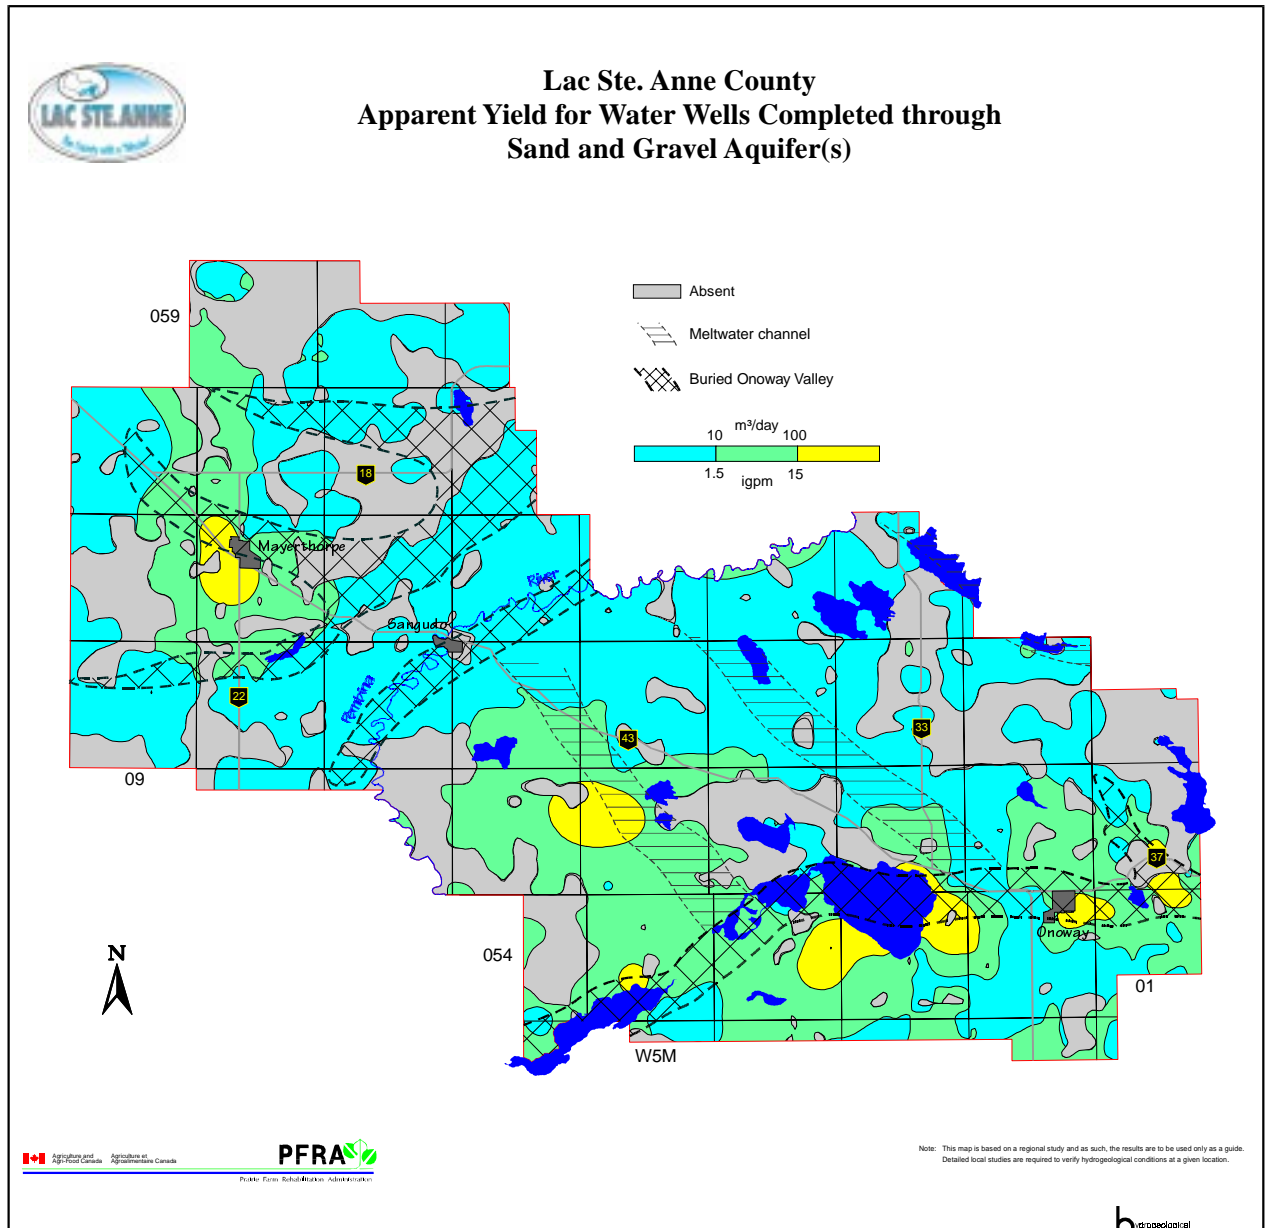 Lac Ste. Anne County
Apparent Yield for Water Wells Completed through
Sand and Gravel Aquifer(s)
LAC STE. ANNE
Absent
Meltwater channel
Buried Onoway Valley
10 m³/day 100
1.5 igpm 15
059
18
Mayerthorpe
River
Sangudo
Pembina
22
43
33
09
37
Onoway
054
N
01
W5M
Agriculture and
Agri-Food Canada
Agriculture et
Agroalimentaire Canada
PFRA
Prairie Farm Rehabilitation Administration
Note: This map is based on a regional study and as such, the results are to be used only as a guide.
Detailed local studies are required to verify hydrogeological conditions at a given location.
hydrogeological